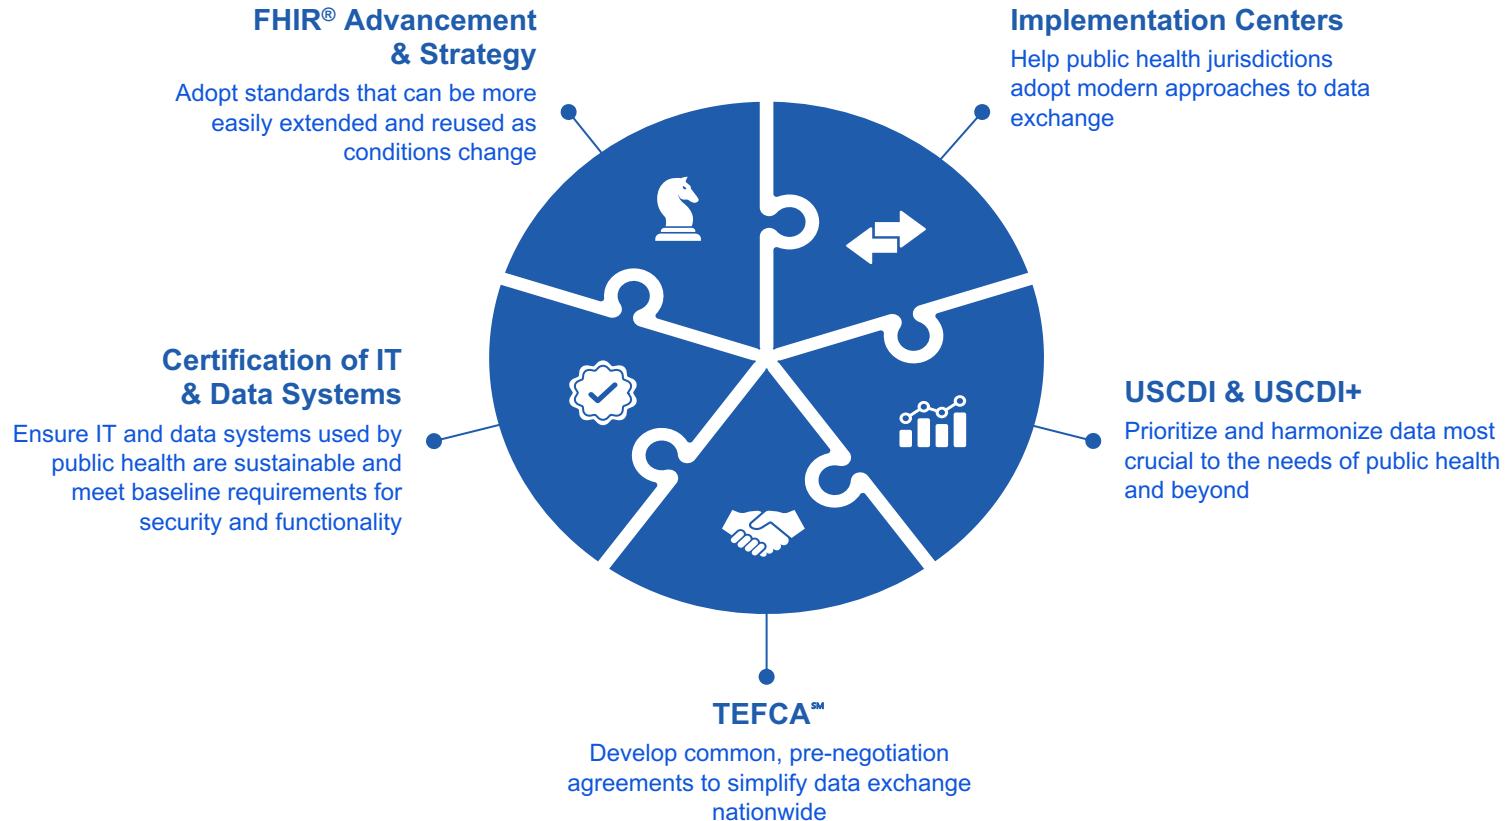 FHIR® Advancement
& Strategy
Adopt standards that can be more
easily extended and reused as
conditions change
Implementation Centers
Help public health jurisdictions
adopt modern approaches to data
exchange
Certification of IT
& Data Systems
Ensure IT and data systems used by
public health are sustainable and
meet baseline requirements for
security and functionality
USCDI & USCDI+
Prioritize and harmonize data most
crucial to the needs of public health
and beyond
TEFCA℠
Develop common, pre-negotiation
agreements to simplify data exchange
nationwide